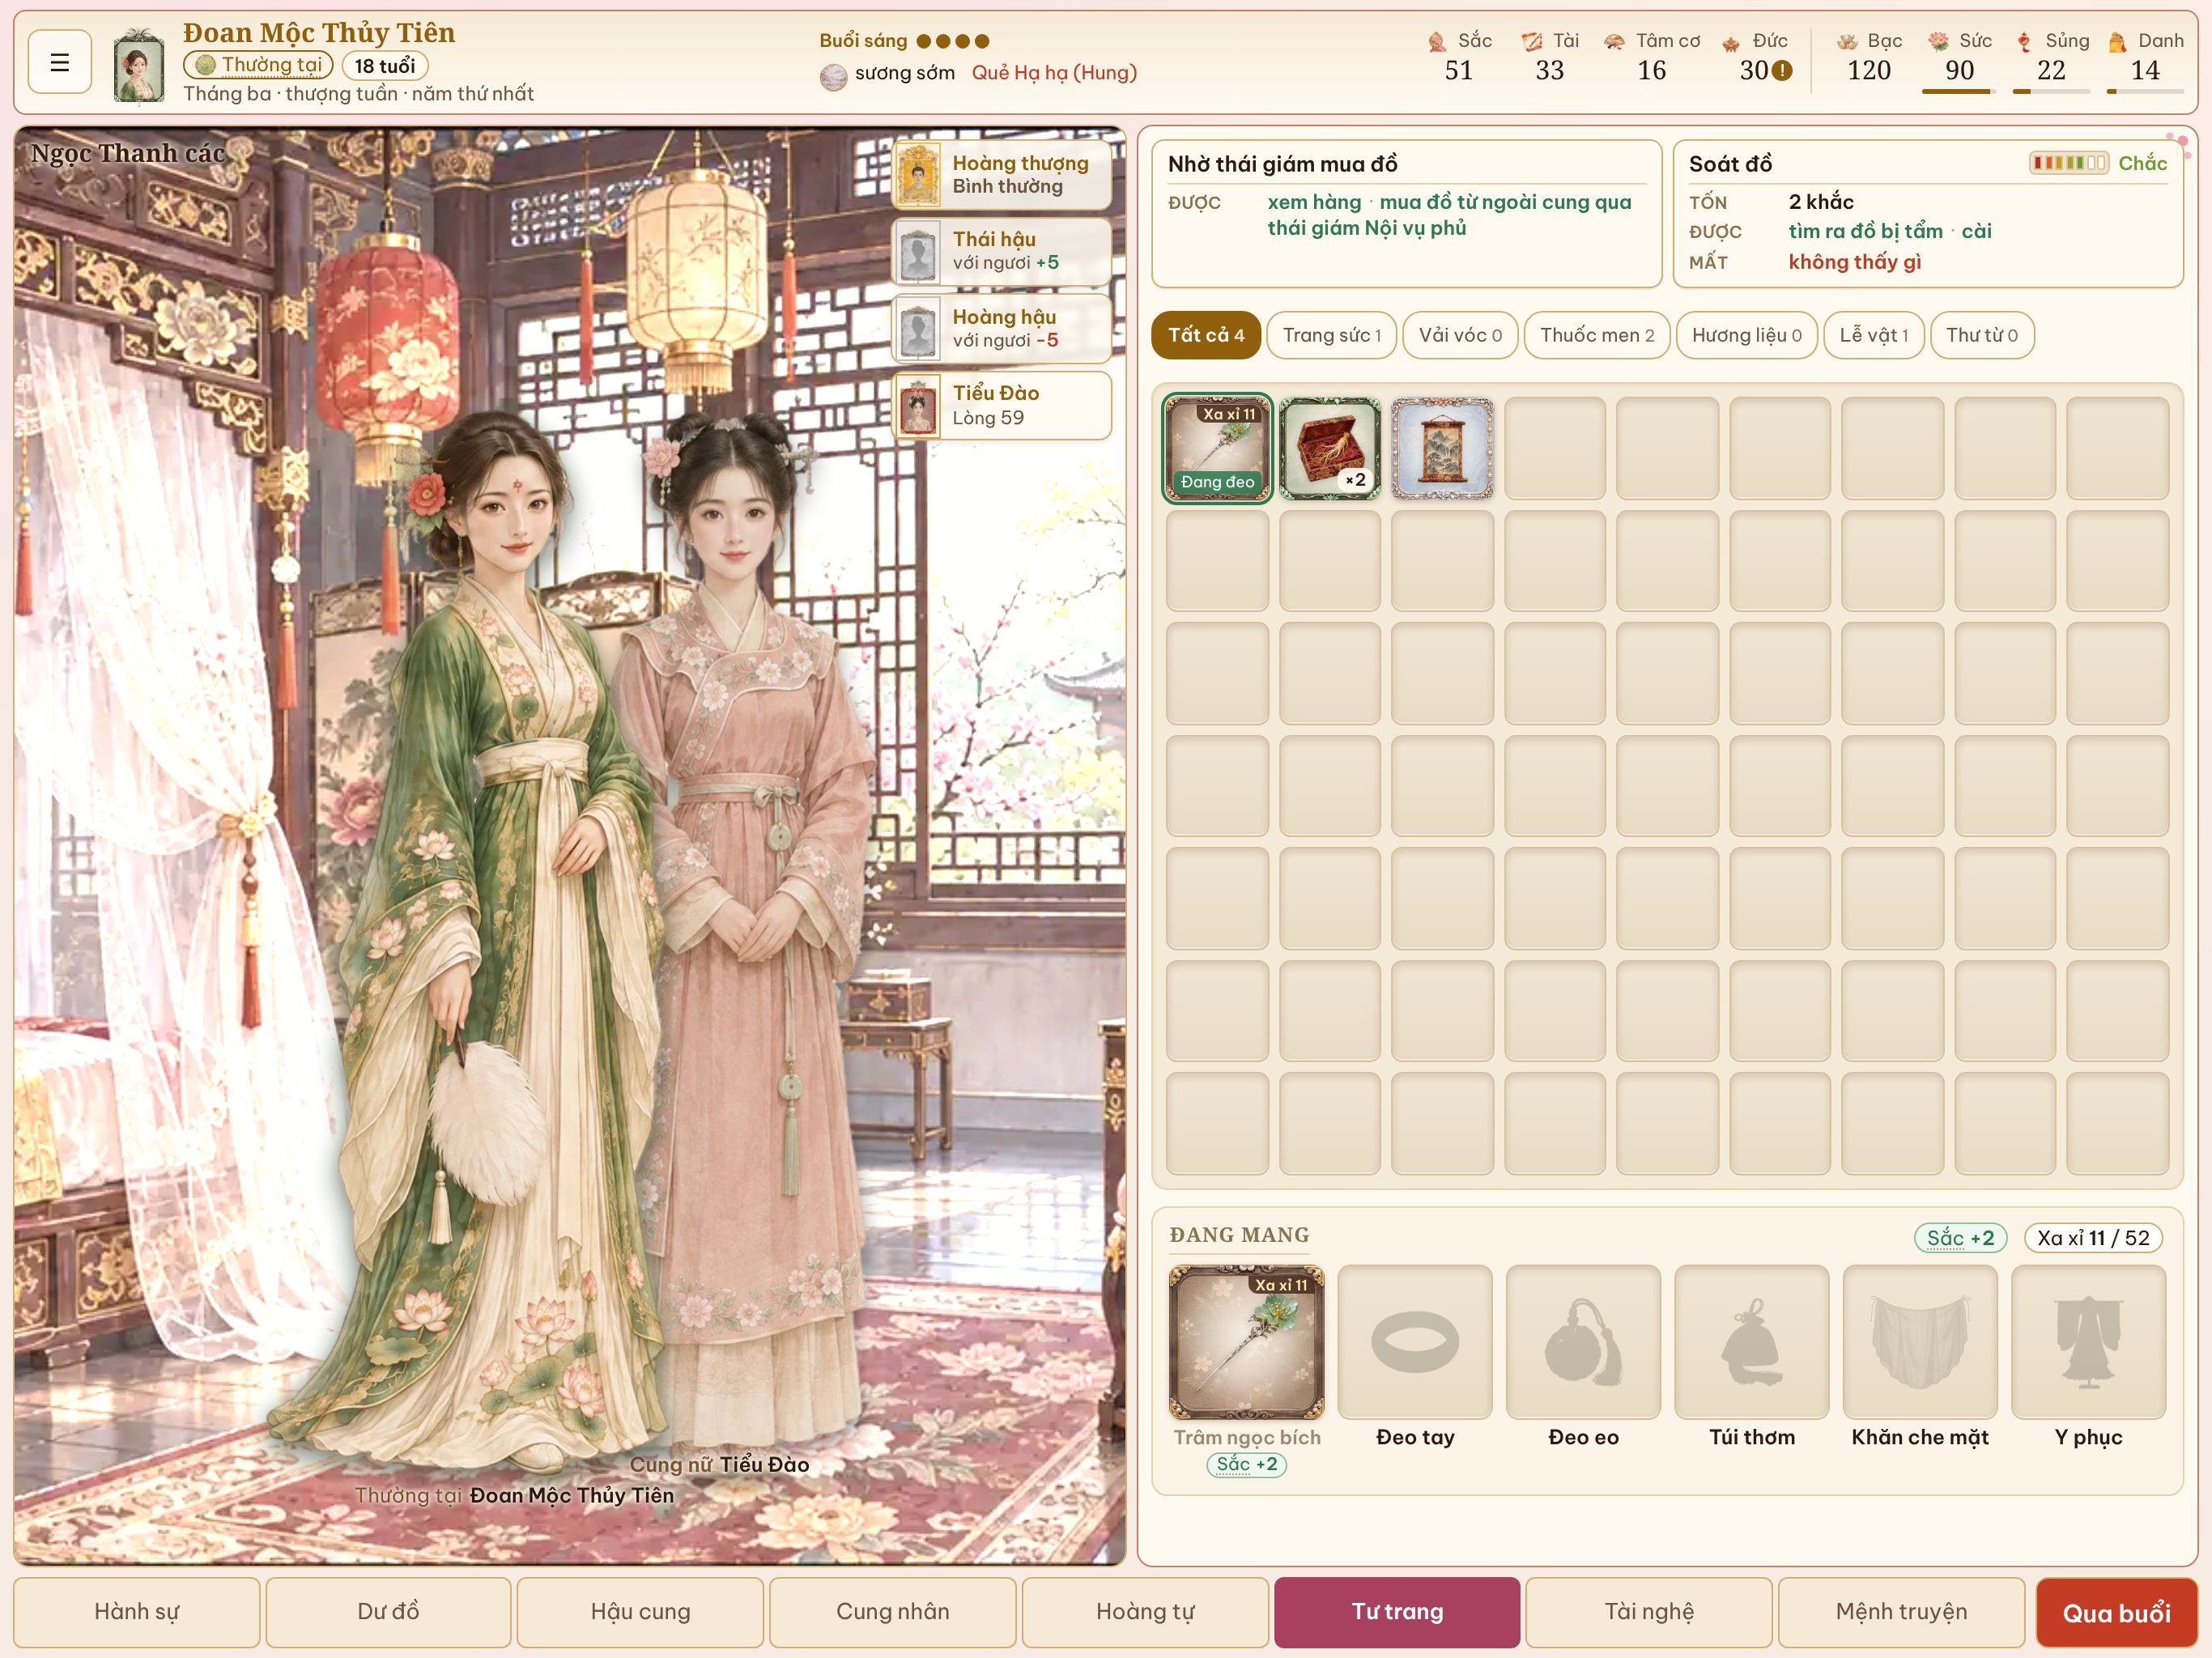 ☰
Đoan Mộc Thủy Tiên
Thường tại 18 tuổi
Tháng ba · thượng tuần · năm thứ nhất
Buổi sáng
sương sớm Quẻ Hạ hạ (Hung)
Sắc Tài Tâm cơ Đức Bạc Sức Sủng Danh
51 33 16 30 ! 120 90 22 14
Ngọc Thanh các
Hoàng thượng
Bình thường
Thái hậu
với ngươi +5
Hoàng hậu
với ngươi -5
Tiểu Đào
Lòng 59
Cung nữ Tiểu Đào
Thường tại Đoan Mộc Thủy Tiên
Nhờ thái giám mua đồ
ĐƯỢC xem hàng · mua đồ từ ngoài cung qua
thái giám Nội vụ phủ
Soát đồ Chắc
TỐN 2 khắc
ĐƯỢC tìm ra đồ bị tẩm · cài
MẤT không thấy gì
Tất cả 4 Trang sức 1 Vải vóc 0 Thuốc men 2 Hương liệu 0 Lễ vật 1 Thư từ 0
Xa xỉ 11
Đang đeo ×2
ĐANG MANG Sắc +2 Xa xỉ 11 / 52
Xa xỉ 11
Trâm ngọc bích Đeo tay Đeo eo Túi thơm Khăn che mặt Y phục
Sắc +2
Hành sự Dư đồ Hậu cung Cung nhân Hoàng tự Tư trang Tài nghệ Mệnh truyện Qua buổi